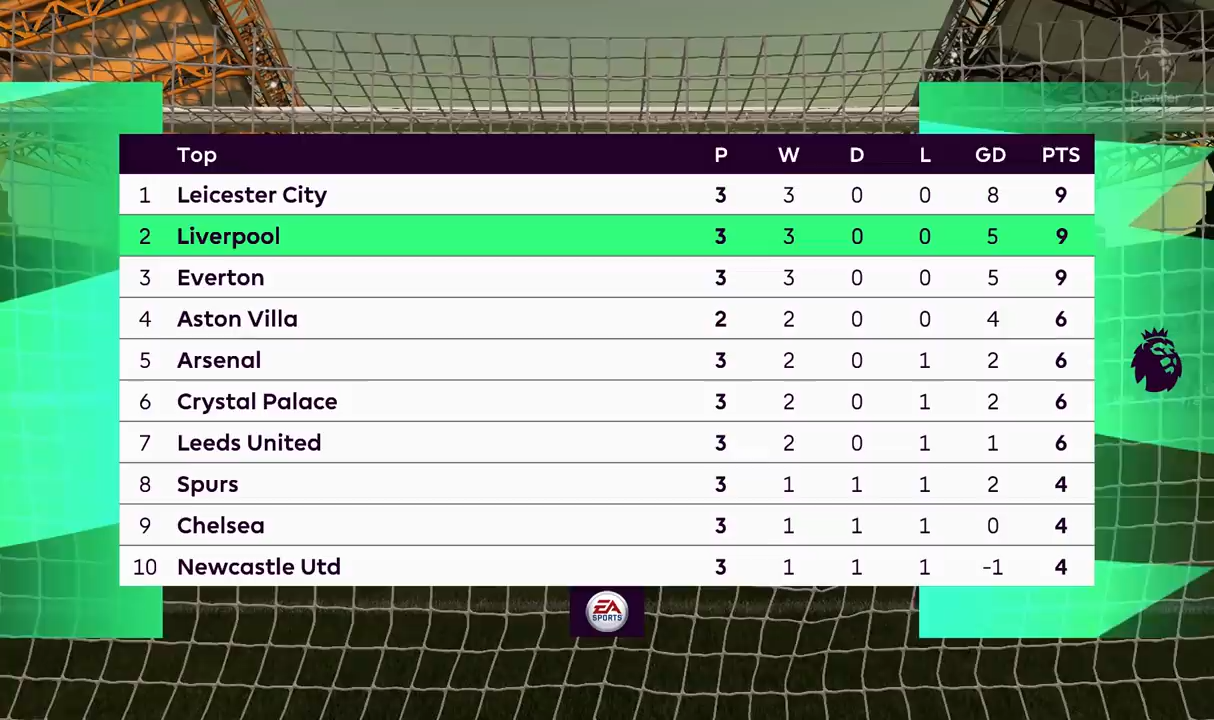 Premier
Top P W D L GD PTS
1 Leicester City 3 3 0 0 8 9
2 Liverpool 3 3 0 0 5 9
3 Everton 3 3 0 0 5 9
4 Aston Villa 2 2 0 0 4 6
5 Arsenal 3 2 0 1 2 6
6 Crystal Palace 3 2 0 1 2 6
7 Leeds United 3 2 0 1 1 6
8 Spurs 3 1 1 1 2 4
9 Chelsea 3 1 1 1 0 4
10 Newcastle Utd 3 1 1 1 -1 4
EA
SPORTS